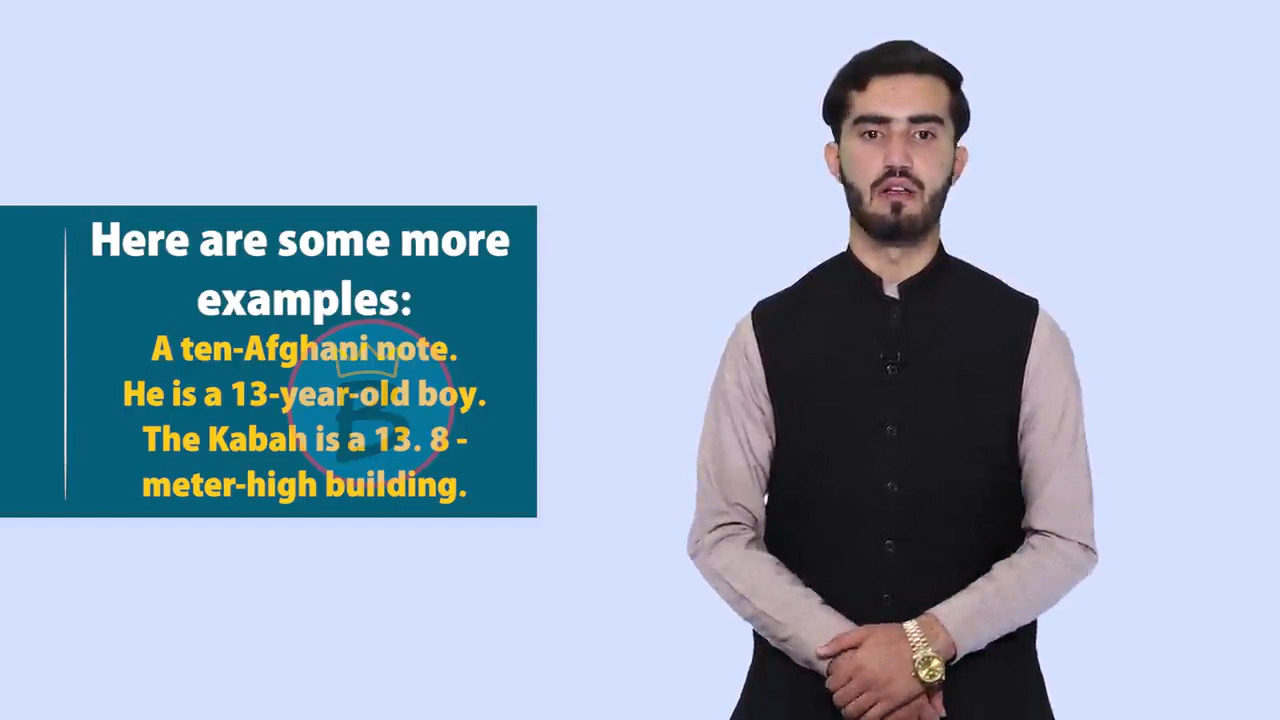 Here are some more
examples:
A ten-Afghani note.
He is a 13-year-old boy.
The Kabah is a 13. 8 -
meter-high building.
B